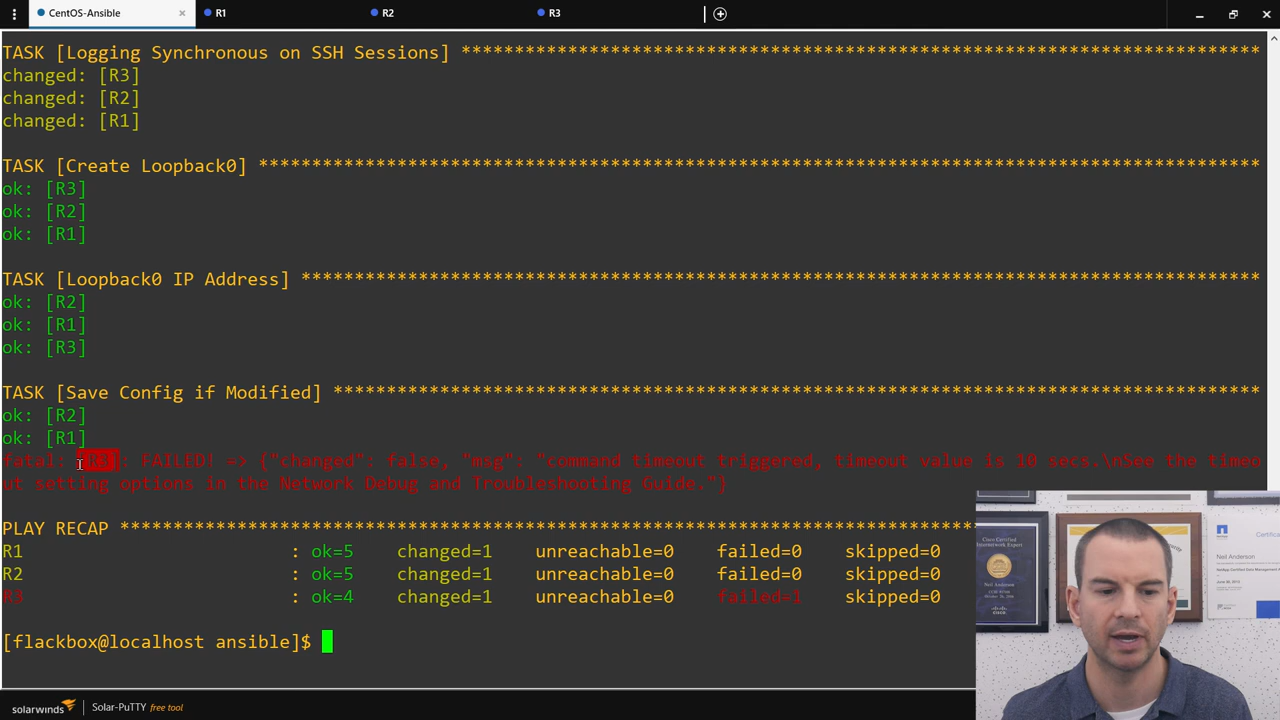 CentOS-Ansible × R1 R2 R3
TASK [Logging Synchronous on SSH Sessions] ***************************************************************************
changed: [R3]
changed: [R2]
changed: [R1]
TASK [Create Loopback0] **********************************************************************************************
ok: [R3]
ok: [R2]
ok: [R1]
TASK [Loopback0 IP Address] ******************************************************************************************
ok: [R2]
ok: [R1]
ok: [R3]
TASK [Save Config if Modified] ***************************************************************************************
ok: [R2]
ok: [R1]
fatal: [R3]: FAILED! => {"changed": false, "msg": "command timeout triggered, timeout value is 10 secs.\nSee the timeo
ut setting options in the Network Debug and Troubleshooting Guide."}
PLAY RECAP *********************************************************************************
R1 : ok=5 changed=1 unreachable=0 failed=0 skipped=0
R2 : ok=5 changed=1 unreachable=0 failed=0 skipped=0
R3 : ok=4 changed=1 unreachable=0 failed=1 skipped=0
[flackbox@localhost ansible]$
solarwinds Solar-PuTTY free tool
Neil Anderson